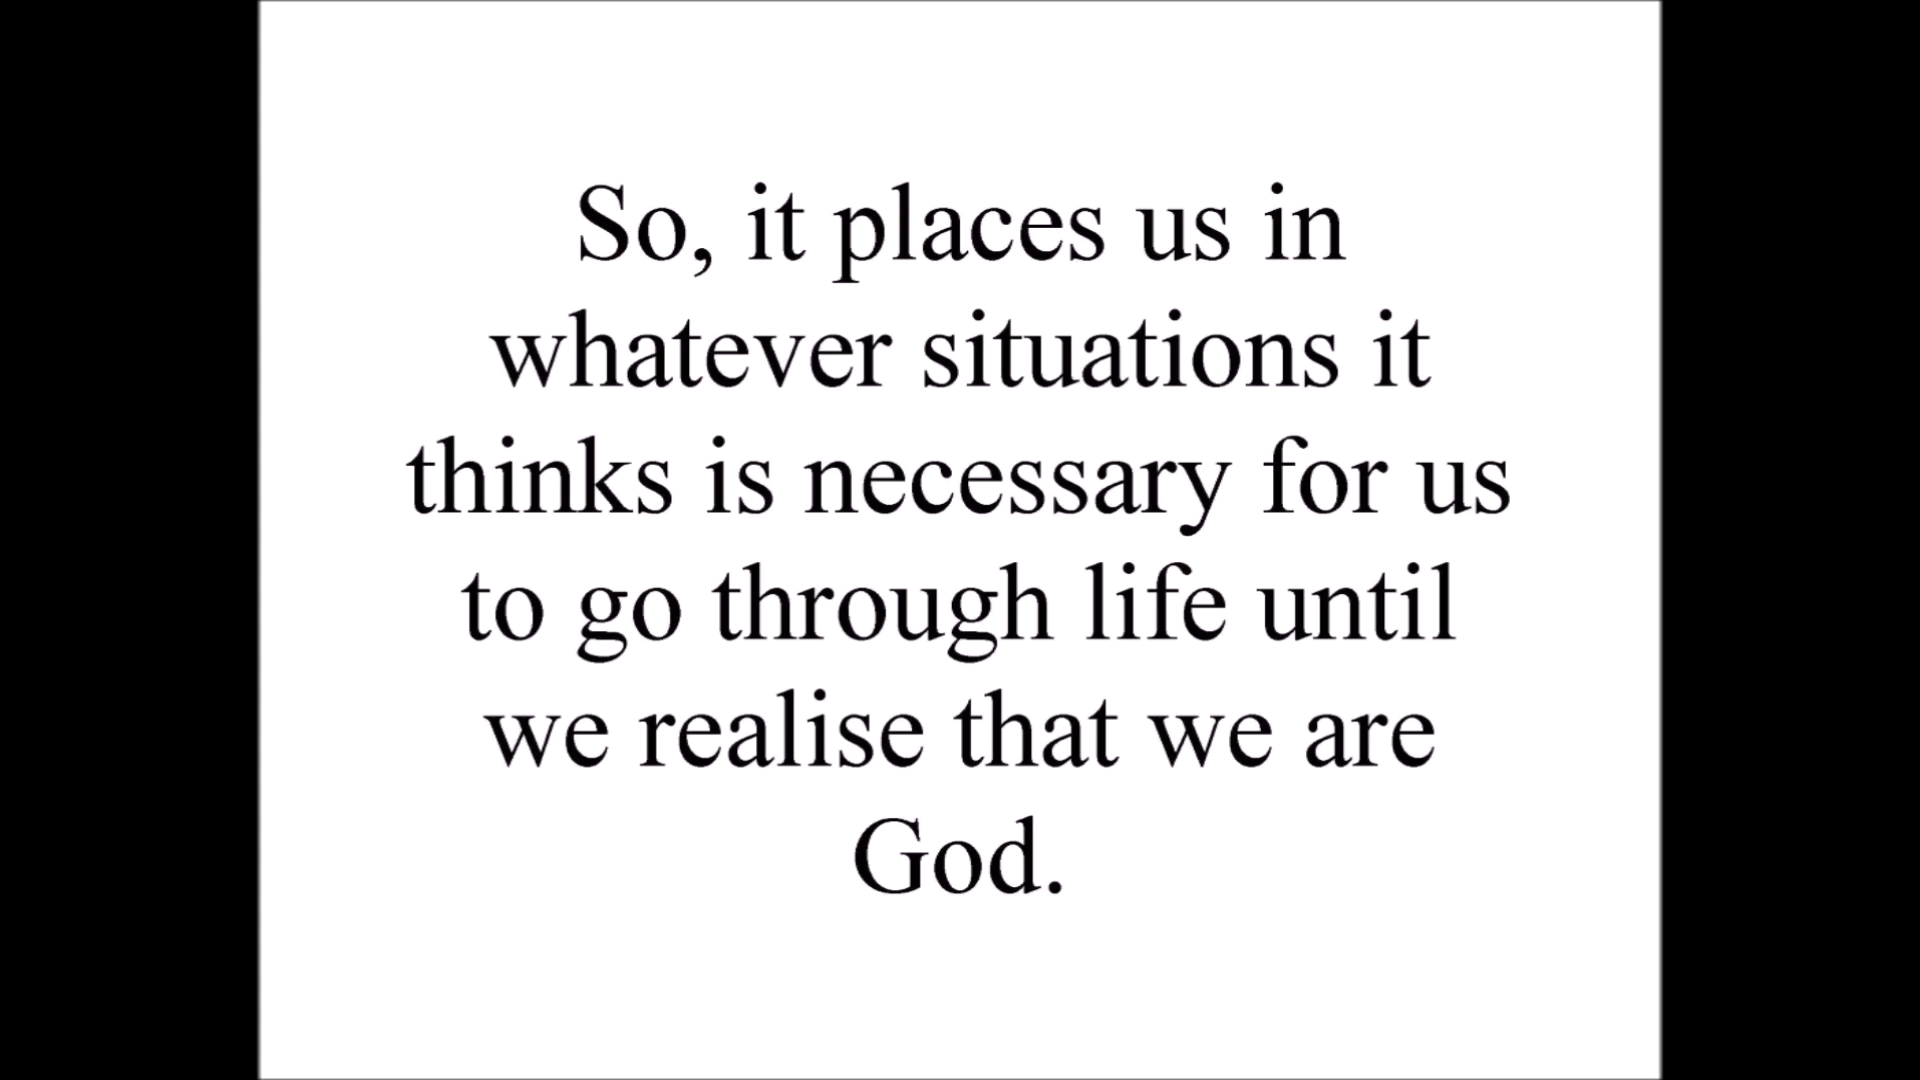 So, it places us in
whatever situations it
thinks is necessary for us
to go through life until
we realise that we are
God.